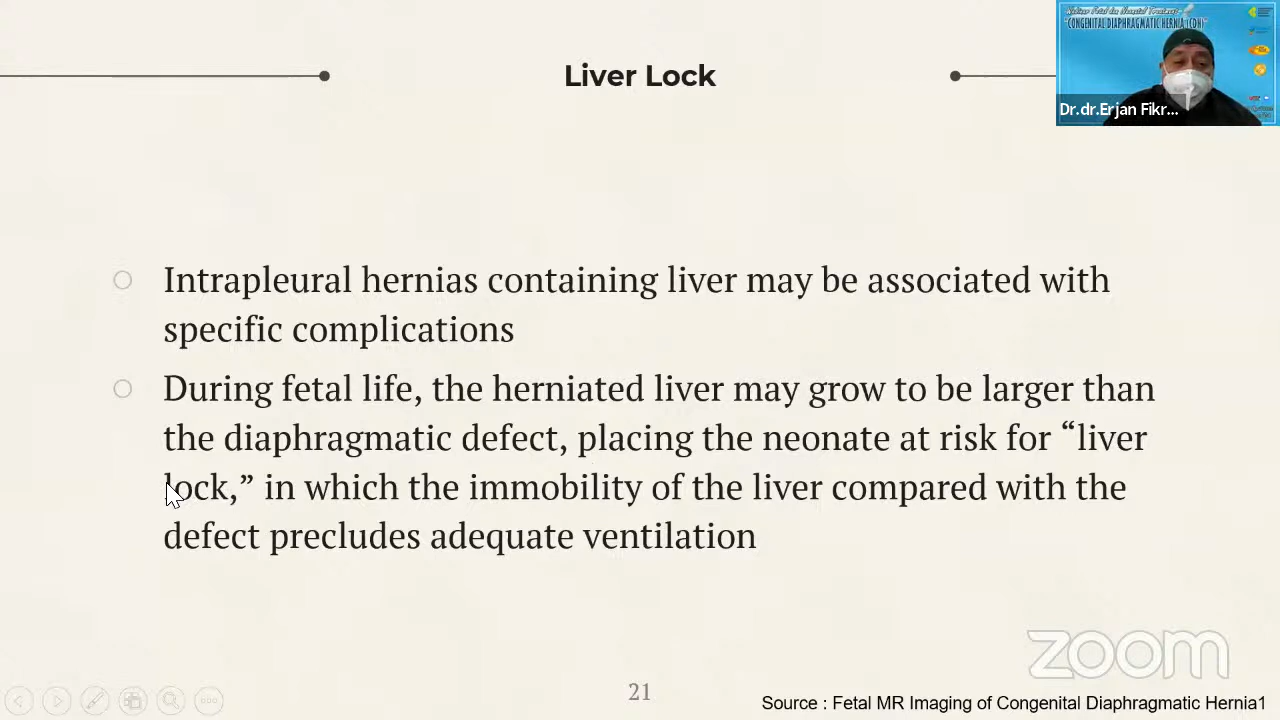 Liver Lock
"CONGENITAL DIAPHRAGMATIC HERNIA (CDH)"
Dr.dr.Erjan Fikr...
Intrapleural hernias containing liver may be associated with
specific complications
During fetal life, the herniated liver may grow to be larger than
the diaphragmatic defect, placing the neonate at risk for “liver
lock,” in which the immobility of the liver compared with the
defect precludes adequate ventilation
zoom
21
Source : Fetal MR Imaging of Congenital Diaphragmatic Hernia1